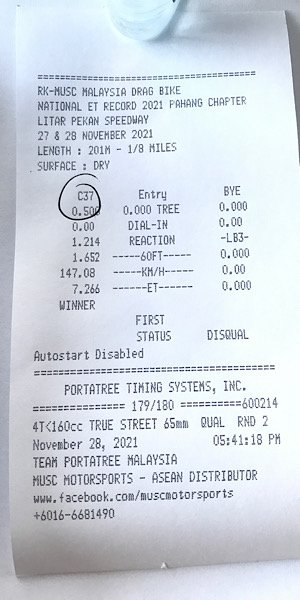 ==========================================
RK-MUSC MALAYSIA DRAG BIKE
NATIONAL ET RECORD 2021 PAHANG CHAPTER
LITAR PEKAN SPEEDWAY
27 & 28 NOVEMBER 2021
LENGTH : 201M - 1/8 MILES
SURFACE : DRY
C37 Entry BYE
0.500 0.000 TREE 0.000
0.00 DIAL-IN 0.00
1.214 REACTION -LB3-
1.652 -----60FT----- 0.000
147.08 -----KM/H----- 0.00
7.266 ------ET------ 0.000
WINNER
FIRST
STATUS DISQUAL
Autostart Disabled
==========================================
PORTATREE TIMING SYSTEMS, INC.
=============== 179/180 ==========600214
4T<160cc TRUE STREET 65mm QUAL RND 2
November 28, 2021 05:41:18 PM
TEAM PORTATREE MALAYSIA
MUSC MOTORSPORTS - ASEAN DISTRIBUTOR
www.facebook.com/muscmotorsports
+6016-6681490